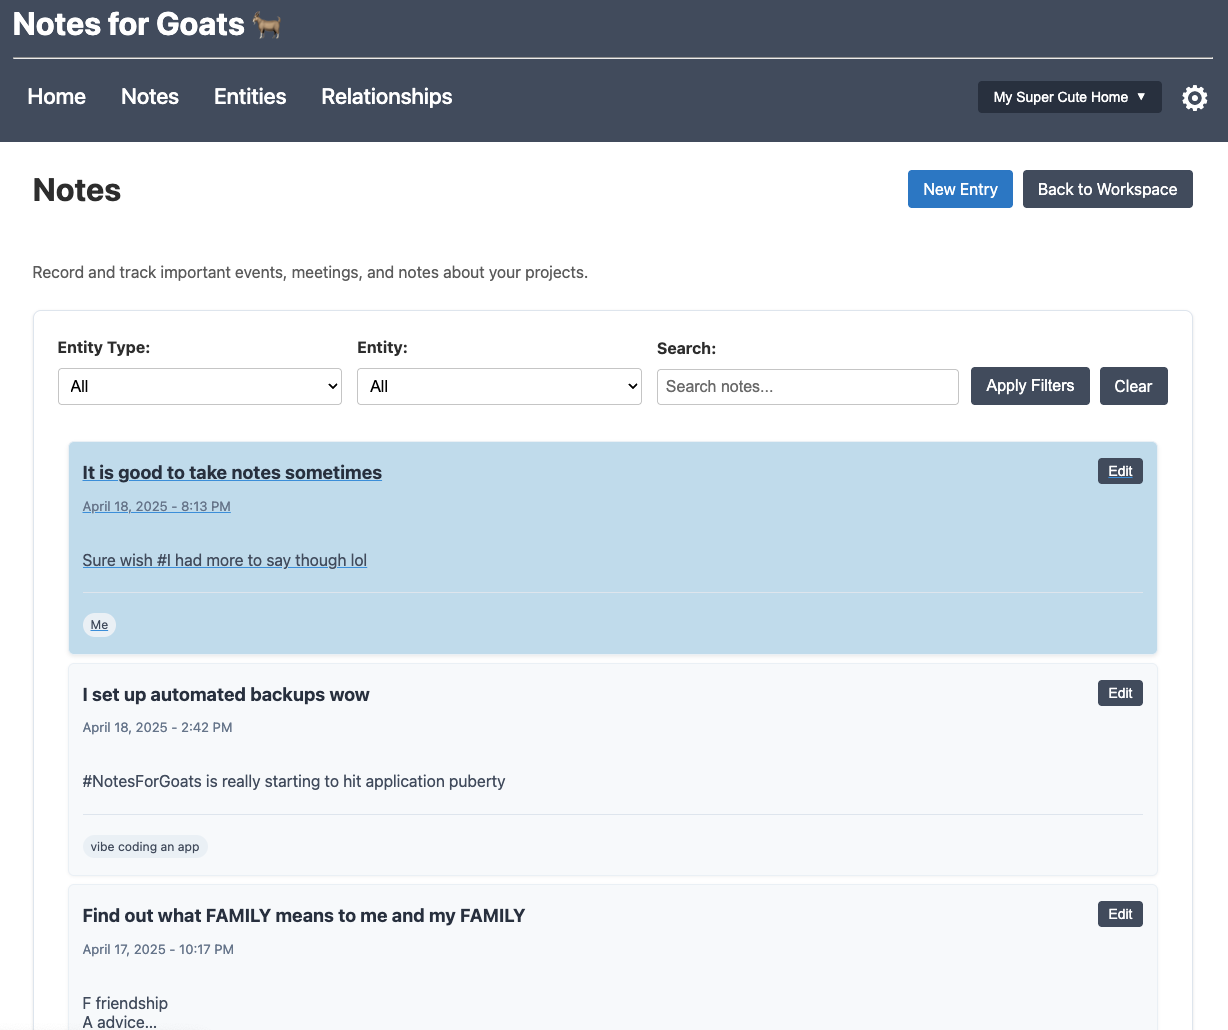 Notes for Goats 🐐
Home Notes Entities Relationships My Super Cute Home ▼
Notes New Entry Back to Workspace
Record and track important events, meetings, and notes about your projects.
Entity Type: Entity: Search:
All All Search notes... Apply Filters Clear
It is good to take notes sometimes Edit
April 18, 2025 - 8:13 PM
Sure wish #I had more to say though lol
Me
I set up automated backups wow Edit
April 18, 2025 - 2:42 PM
#NotesForGoats is really starting to hit application puberty
vibe coding an app
Find out what FAMILY means to me and my FAMILY Edit
April 17, 2025 - 10:17 PM
F friendship
A advice...